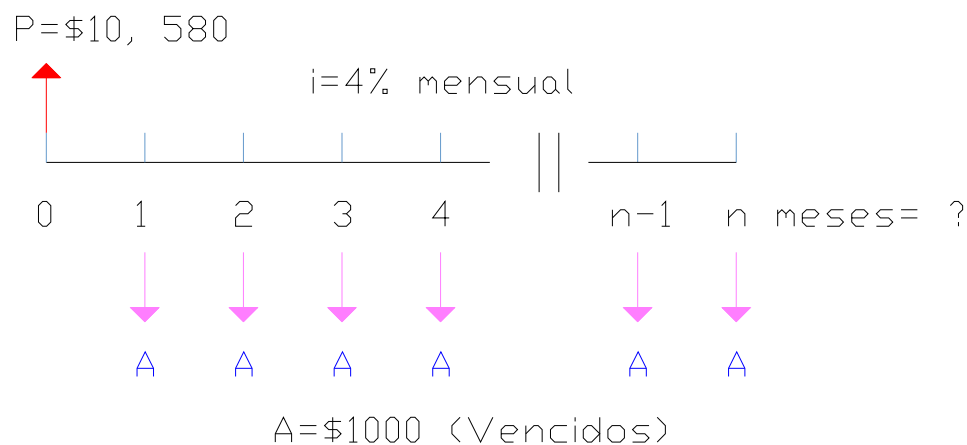 P=$10, 580
i=4% mensual
0 1 2 3 4 n-1 n meses= ?
A A A A A A
A=$1000 (Vencidos)